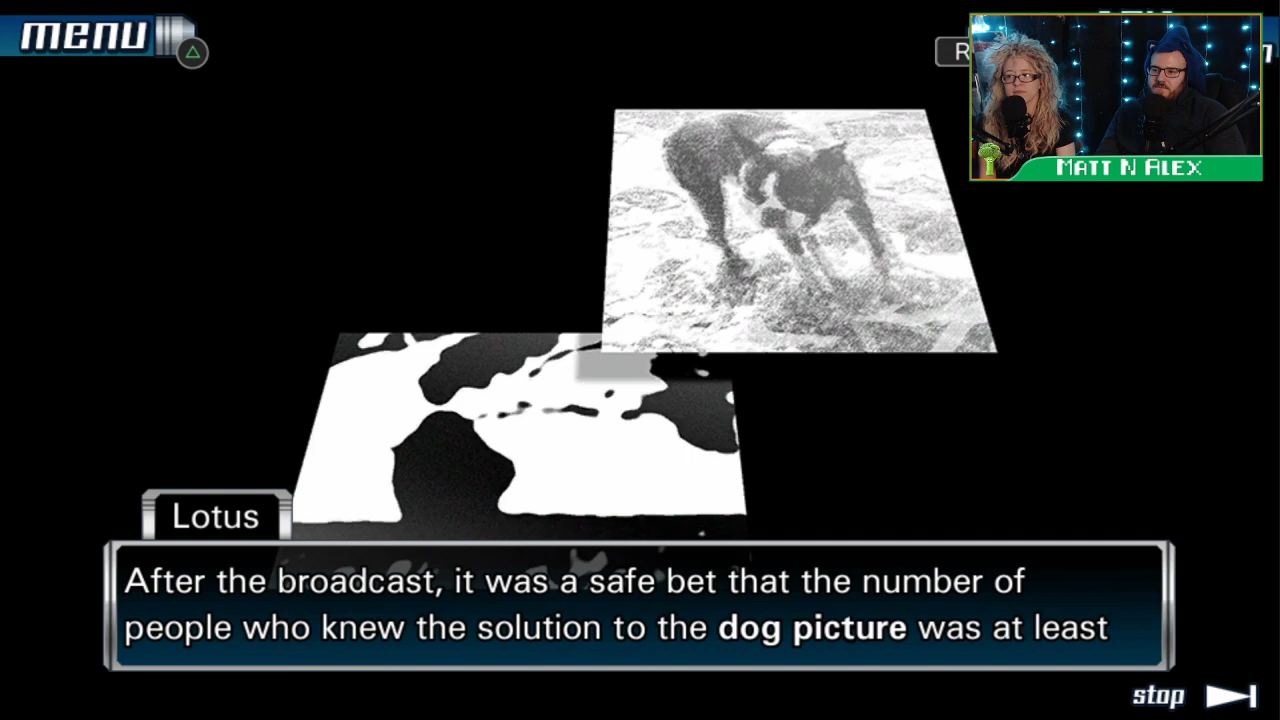 menu
R
MATT N ALEX
Lotus
After the broadcast, it was a safe bet that the number of
people who knew the solution to the dog picture was at least
stop